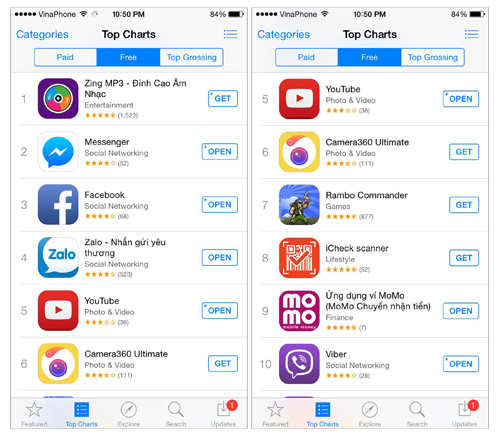 VinaPhone 10:50 PM 84%
Categories Top Charts
Paid Free Top Grossing
1 Zing MP3 - Đỉnh Cao Âm
Nhạc
Entertainment
(1,523)
GET
2 Messenger
Social Networking
(52)
OPEN
3 Facebook
Social Networking
(68)
OPEN
4 Zalo - Nhắn gửi yêu
thương
Social Networking
(523)
OPEN
Zalo
5 YouTube
Photo & Video
(36)
OPEN
6 Camera360 Ultimate
Photo & Video
(111)
GET
Featured Top Charts Explore Search Updates
1
VinaPhone 10:50 PM 84%
Categories Top Charts
Paid Free Top Grossing
5 YouTube
Photo & Video
(36)
OPEN
6 Camera360 Ultimate
Photo & Video
(111)
GET
7 Rambo Commander
Games
(877)
GET
8 iCheck scanner
Lifestyle
(52)
GET
9 Ứng dụng ví MoMo
(MoMo Chuyển nhận tiền)
Finance
(7)
OPEN
mo
mo
mobile money
10 Viber
Social Networking
(28)
OPEN
Featured Top Charts Explore Search Updates
1